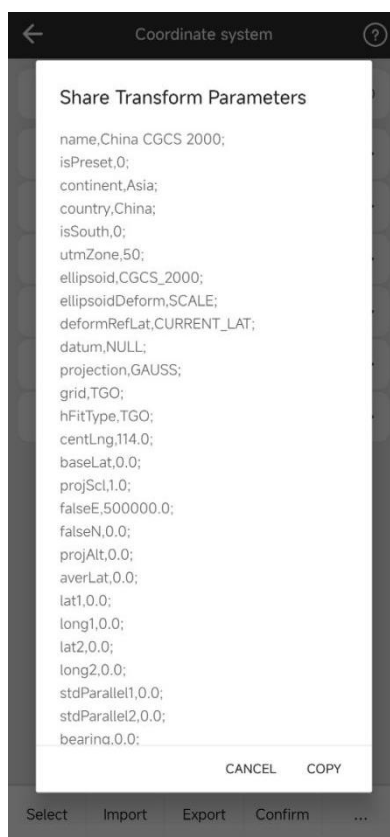 Coordinate system
?
Share Transform Parameters
name,China CGCS 2000;
isPreset,0;
continent,Asia;
country,China;
isSouth,0;
utmZone,50;
ellipsoid,CGCS_2000;
ellipsoidDeform,SCALE;
deformRefLat,CURRENT_LAT;
datum,NULL;
projection,GAUSS;
grid,TGO;
hFitType,TGO;
centLng,114.0;
baseLat,0.0;
projScl,1.0;
falseE,500000.0;
falseN,0.0;
projAlt,0.0;
averLat,0.0;
lat1,0.0;
long1,0.0;
lat2,0.0;
long2,0.0;
stdParallel1,0.0;
stdParallel2,0.0;
bearing,0.0;
CANCEL COPY
Select Import Export Confirm ...